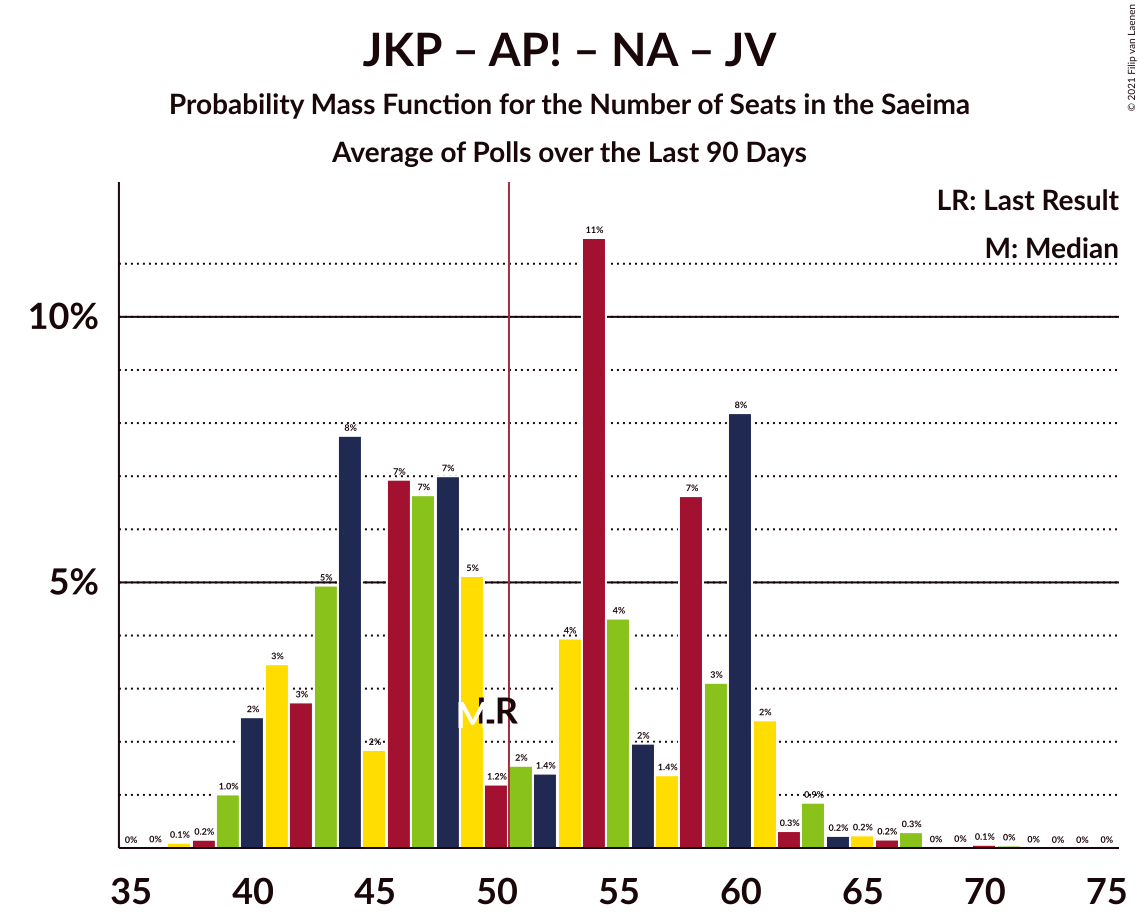 JKP – AP! – NA – JV
Probability Mass Function for the Number of Seats in the Saeima
Average of Polls over the Last 90 Days
© 2021 Filip van Laenen
LR: Last Result
M: Median
10%
5%
0% 0% 0.1% 0.2% 1.0% 2% 3% 3% 5% 8% 2% 7% 7% 7% 5% 1.2% 2% 1.4% 4% 11% 4% 2% 1.4% 7% 3% 8% 2% 0.3% 0.9% 0.2% 0.2% 0.2% 0.3% 0% 0% 0.1% 0% 0% 0% 0% 0%
M LR
35 40 45 50 55 60 65 70 75